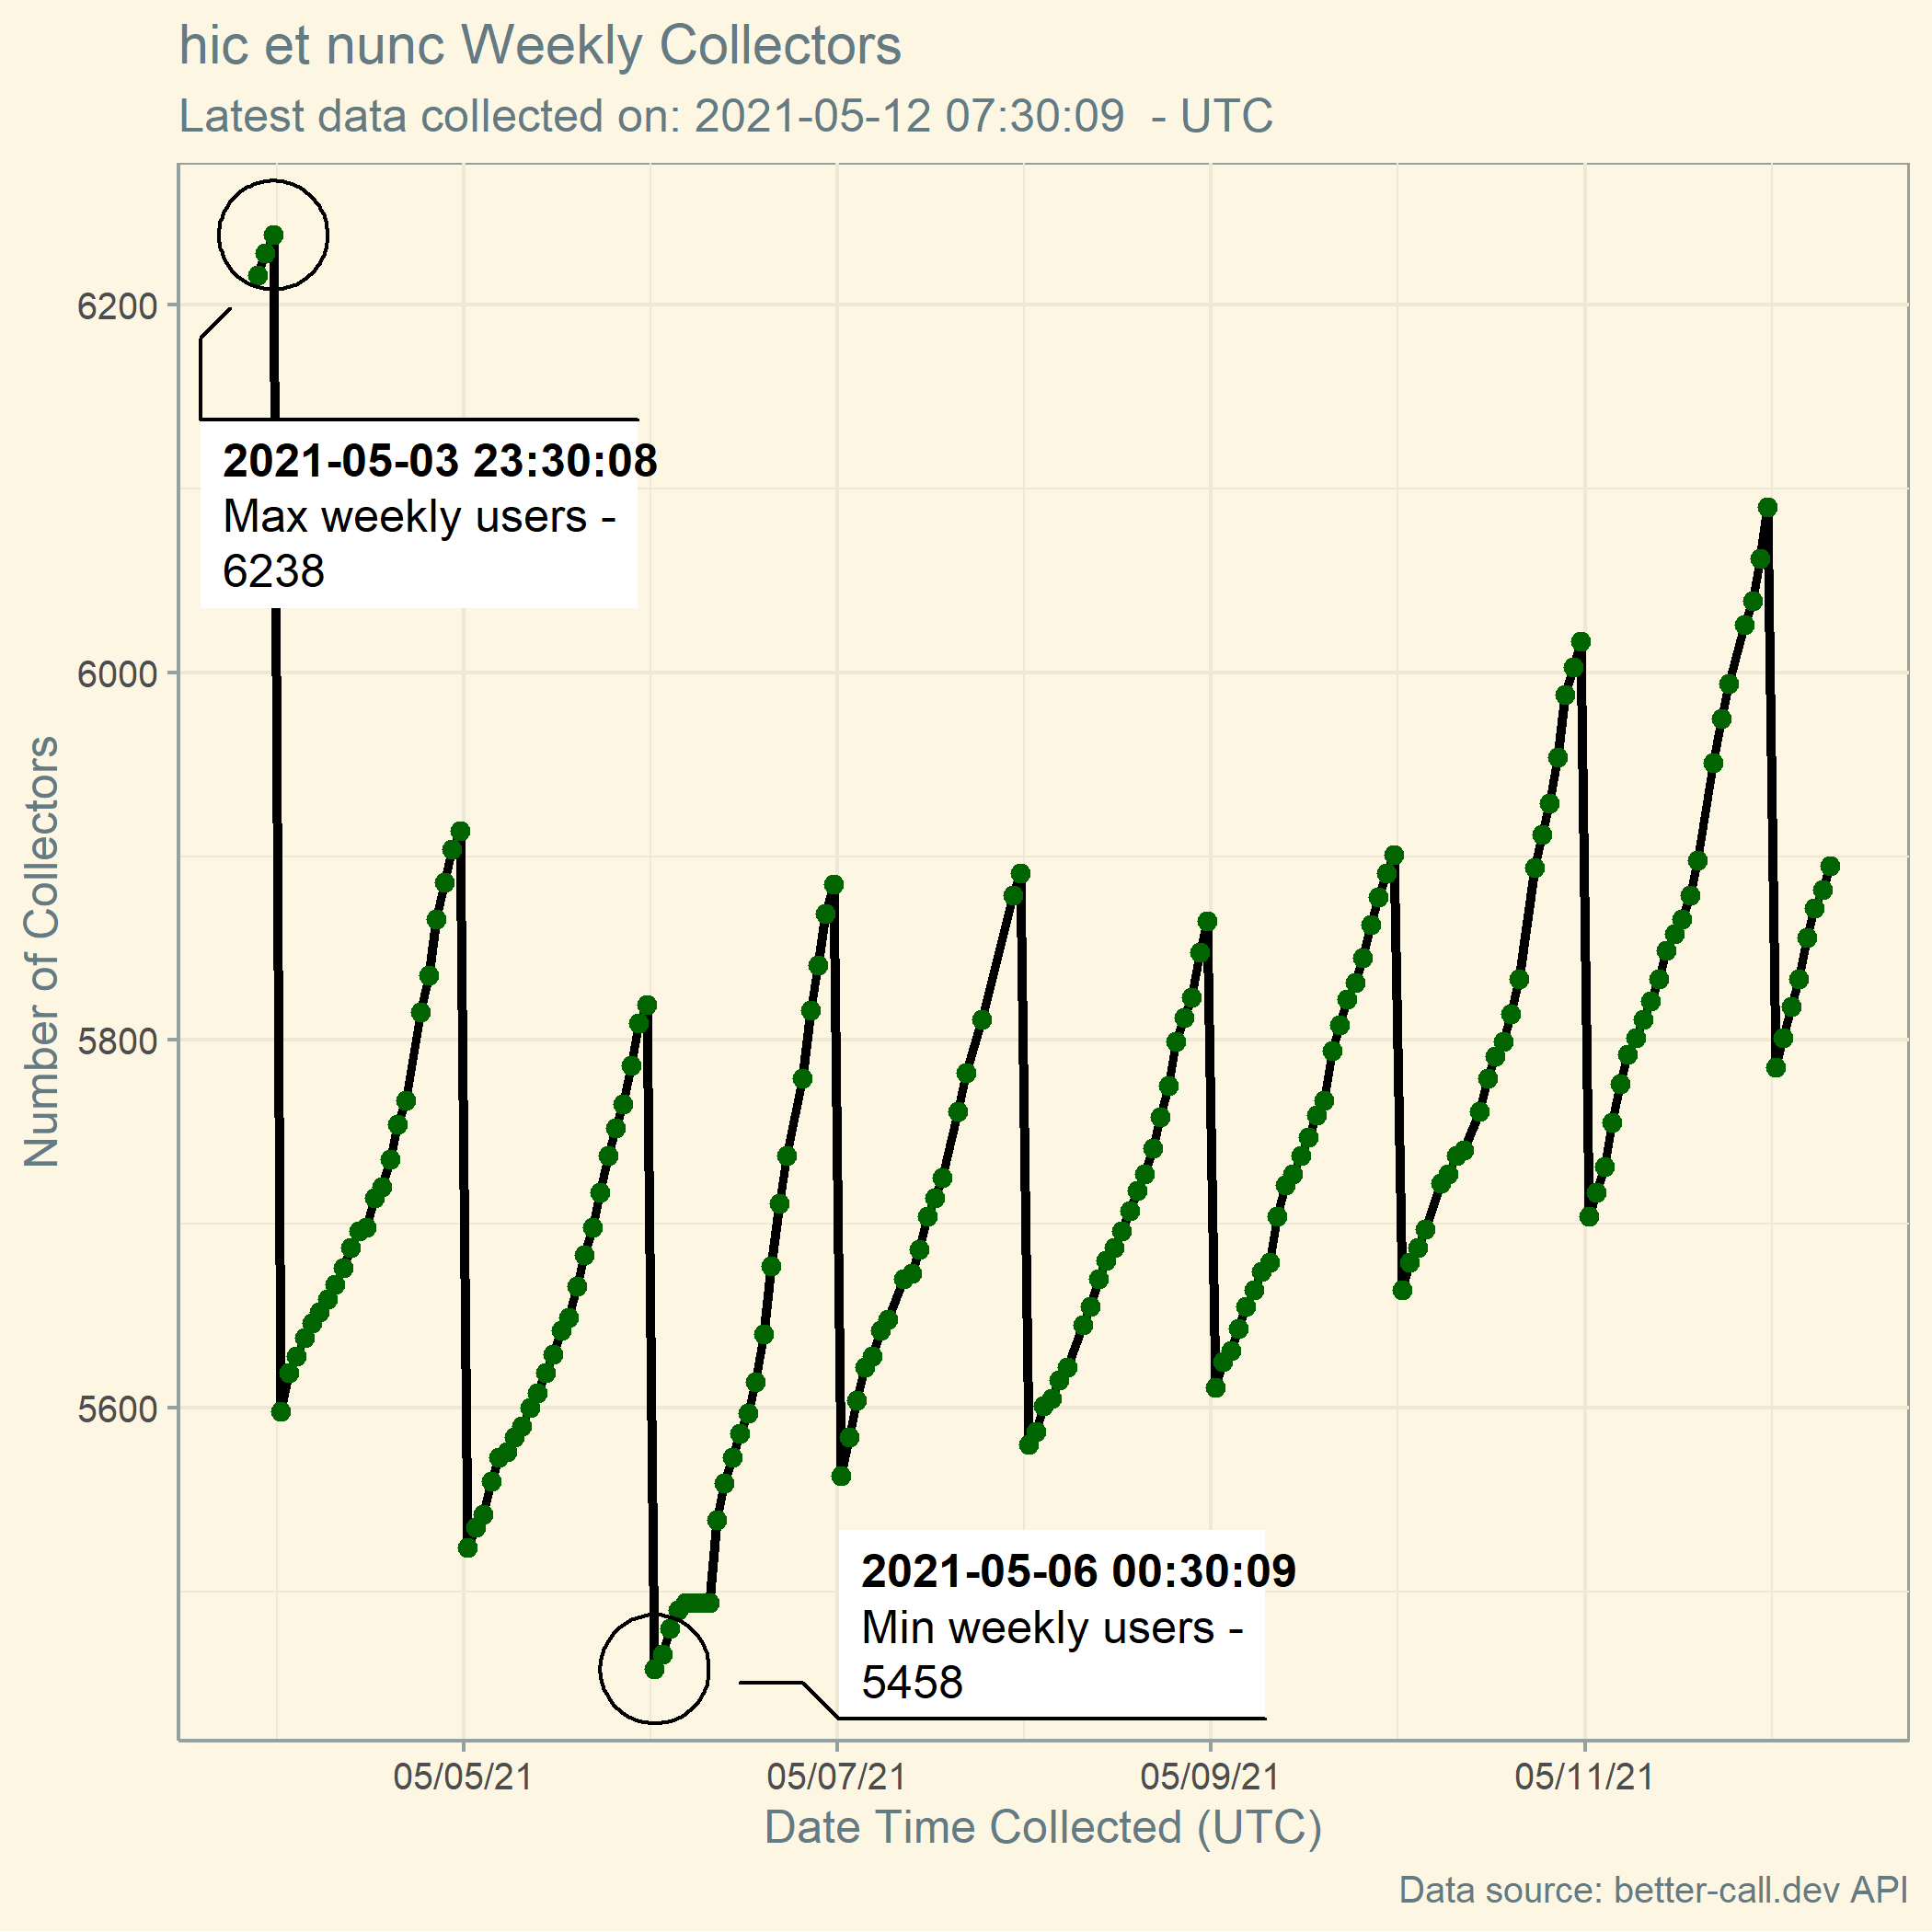 hic et nunc Weekly Collectors
Latest data collected on: 2021-05-12 07:30:09  - UTC
Number of Collectors
6200
6000
5800
5600
2021-05-03 23:30:08
Max weekly users -
6238
2021-05-06 00:30:09
Min weekly users -
5458
05/05/21
05/07/21
05/09/21
05/11/21
Date Time Collected (UTC)
Data source: better-call.dev API